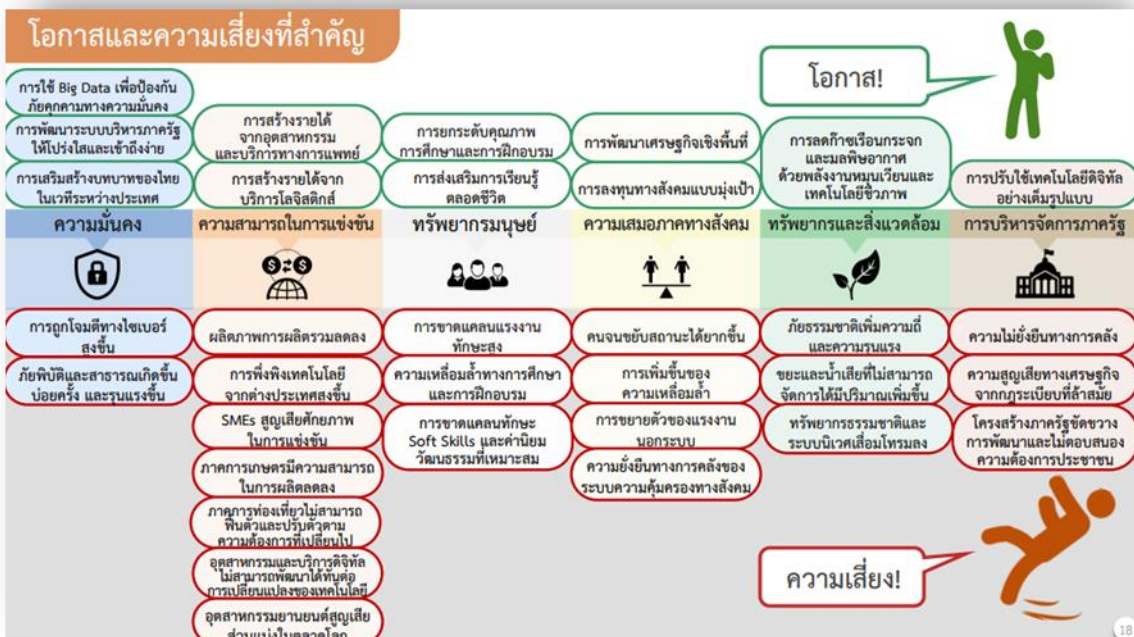 โอกาสและความเสี่ยงที่สำคัญ
โอกาส!
การใช้ Big Data เพื่อป้องกัน
ภัยคุกคามทางความมั่นคง
การพัฒนาระบบบริหารภาครัฐ
ให้โปร่งใสและเข้าถึงง่าย
การเสริมสร้างบทบาทของไทย
ในเวทีระหว่างประเทศ
การสร้างรายได้
จากอุตสาหกรรม
และบริการทางการแพทย์
การสร้างรายได้จาก
บริการโลจิสติกส์
การยกระดับคุณภาพ
การศึกษาและการฝึกอบรม
การส่งเสริมการเรียนรู้
ตลอดชีวิต
การพัฒนาเศรษฐกิจเชิงพื้นที่
การลงทุนทางสังคมแบบมุ่งเป้า
การลดก๊าซเรือนกระจก
และมลพิษอากาศ
ด้วยพลังงานหมุนเวียนและ
เทคโนโลยีชีวภาพ
การปรับใช้เทคโนโลยีดิจิทัล
อย่างเต็มรูปแบบ
ความมั่นคง
ความสามารถในการแข่งขัน
ทรัพยากรมนุษย์
ความเสมอภาคทางสังคม
ทรัพยากรและสิ่งแวดล้อม
การบริหารจัดการภาครัฐ
การถูกโจมตีทางไซเบอร์
สูงขึ้น
ภัยพิบัติและสาธารณเกิดขึ้น
บ่อยครั้ง และรุนแรงขึ้น
ผลิตภาพการผลิตรวมลดลง
การพึ่งพิงเทคโนโลยี
จากต่างประเทศสูงขึ้น
SMEs สูญเสียศักยภาพ
ในการแข่งขัน
ภาคการเกษตรมีความสามารถ
ในการผลิตลดลง
ภาคการท่องเที่ยวไม่สามารถ
ฟื้นตัวและปรับตัวตาม
ความต้องการที่เปลี่ยนไป
อุตสาหกรรมและบริการดิจิทัล
ไม่สามารถพัฒนาได้ทันต่อ
การเปลี่ยนแปลงของเทคโนโลยี
อุตสาหกรรมยานยนต์สูญเสีย
ส่วนแบ่งในตลาดโลก
การขาดแคลนแรงงาน
ทักษะสูง
ความเหลื่อมล้ำทางการศึกษา
และการฝึกอบรม
การขาดแคลนทักษะ
Soft Skills และค่านิยม
วัฒนธรรมที่เหมาะสม
คนจนขยับสถานะได้ยากขึ้น
การเพิ่มขึ้นของ
ความเหลื่อมล้ำ
การขยายตัวของแรงงาน
นอกระบบ
ความยั่งยืนทางการคลังของ
ระบบความคุ้มครองทางสังคม
ภัยธรรมชาติเพิ่มความถี่
และความรุนแรง
ขยะและน้ำเสียที่ไม่สามารถ
จัดการได้มีปริมาณเพิ่มขึ้น
ทรัพยากรธรรมชาติและ
ระบบนิเวศเสื่อมโทรมลง
ความไม่ยั่งยืนทางการคลัง
ความสูญเสียทางเศรษฐกิจ
จากกฎระเบียบที่ล้าสมัย
โครงสร้างภาครัฐขัดขวาง
การพัฒนาและไม่ตอบสนอง
ความต้องการประชาชน
ความเสี่ยง!
18